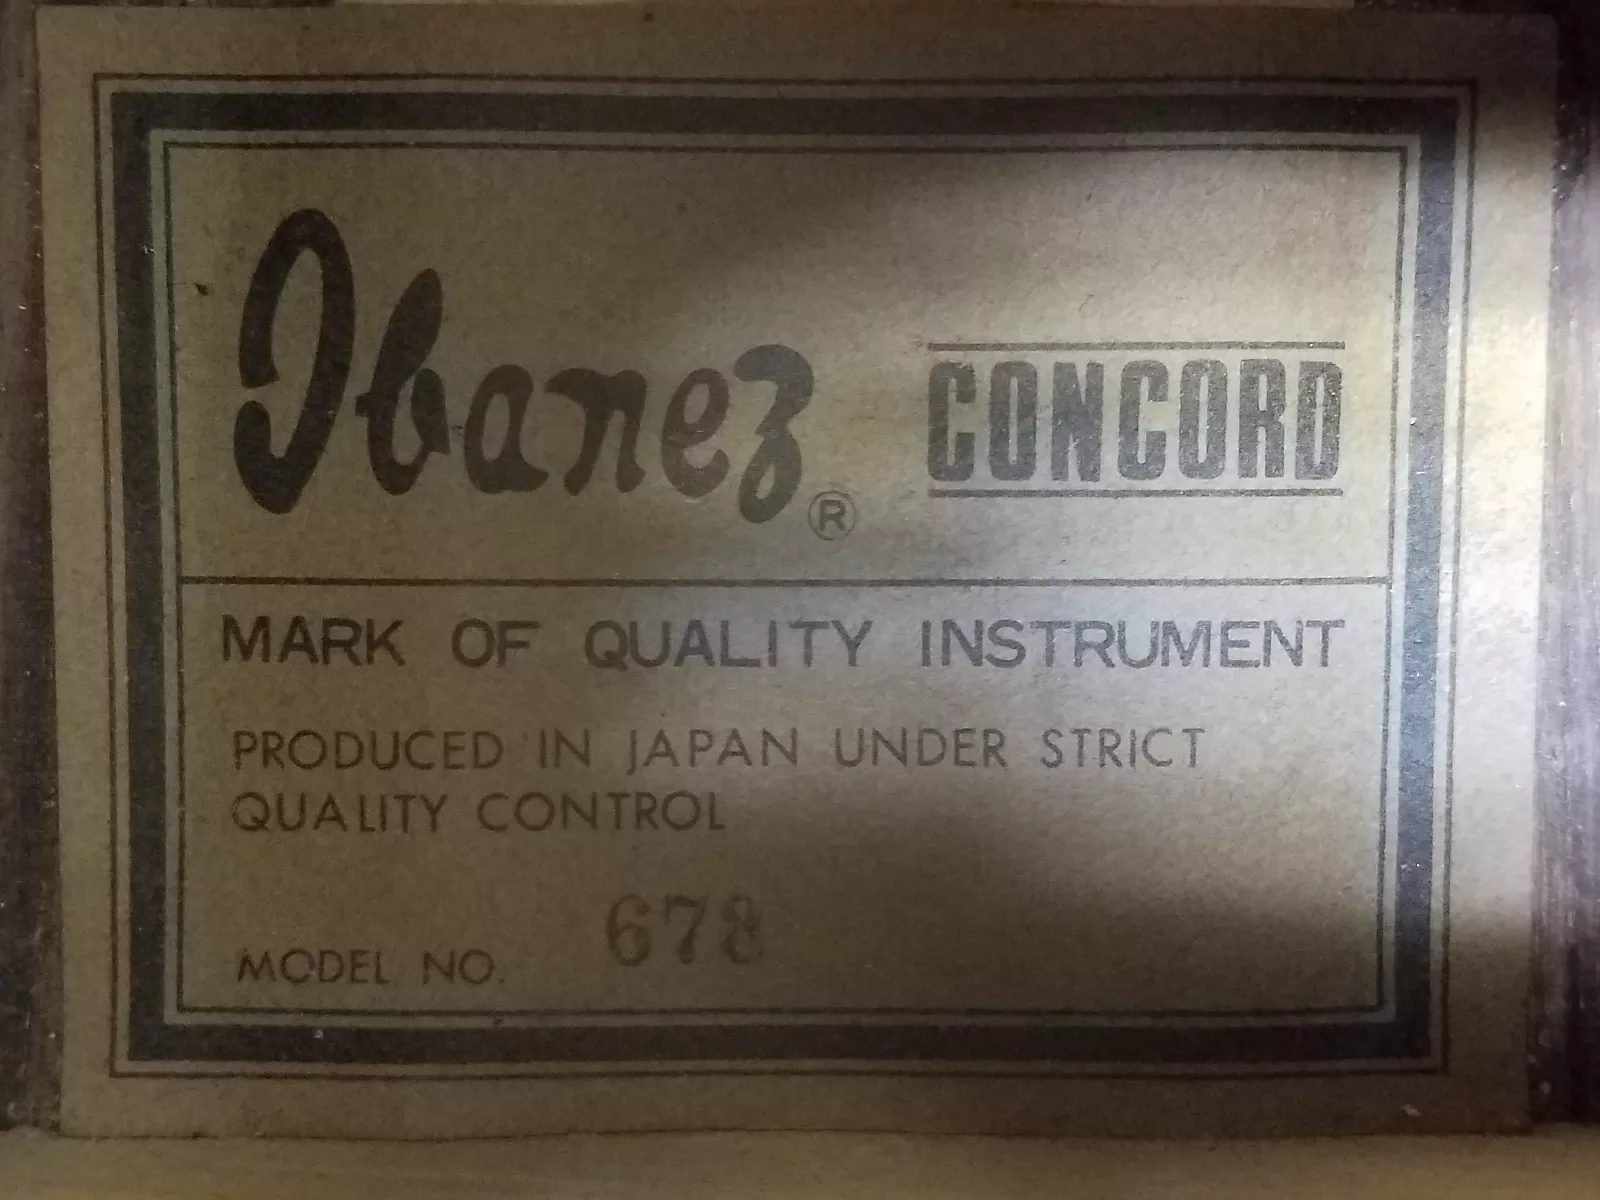 Ibanez® CONCORD
MARK OF QUALITY INSTRUMENT
PRODUCED IN JAPAN UNDER STRICT
QUALITY CONTROL
MODEL NO. 678